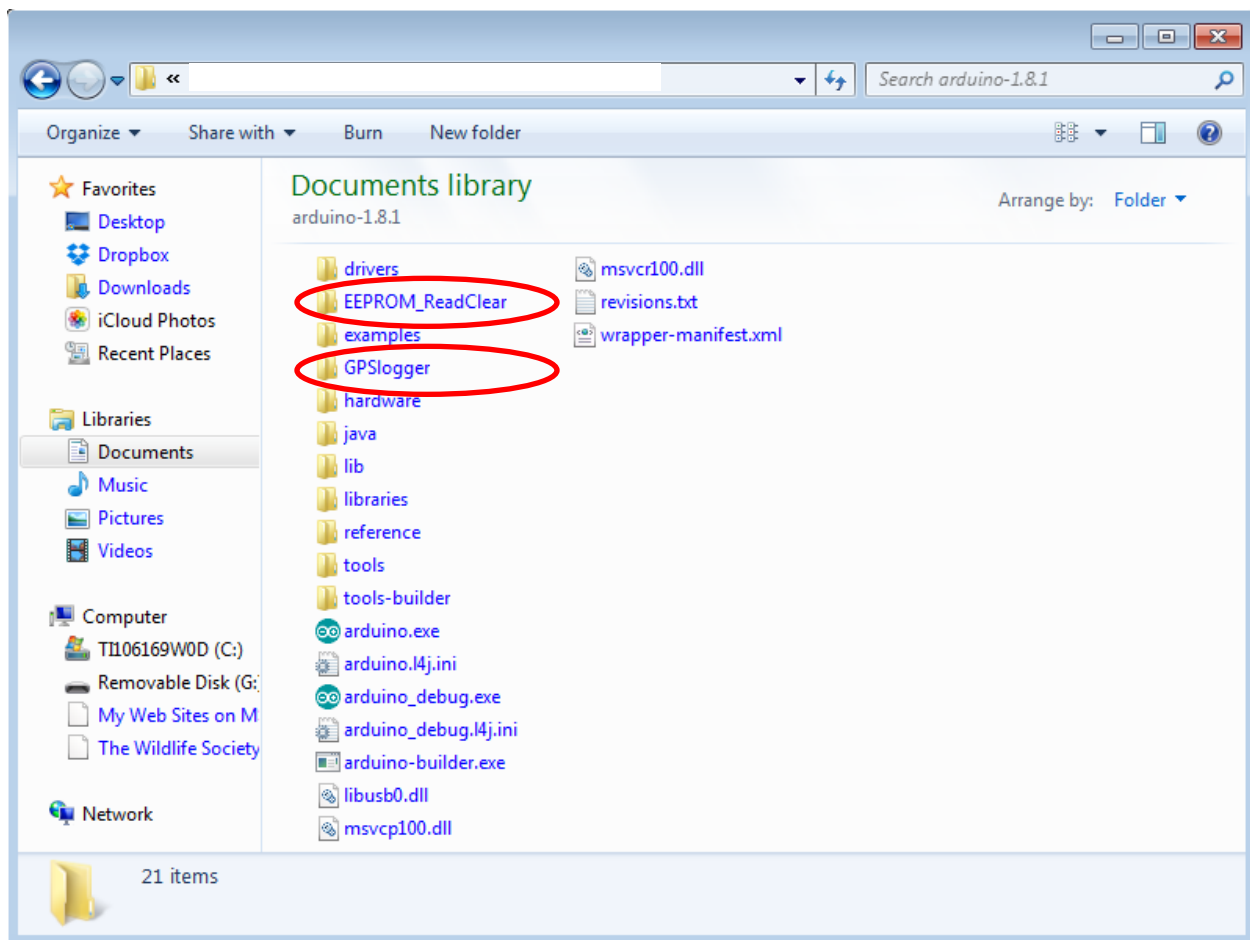 «
Search arduino-1.8.1
Organize Share with Burn New folder
Favorites
Desktop
Dropbox
Downloads
iCloud Photos
Recent Places
Libraries
Documents
Music
Pictures
Videos
Computer
TI106169W0D (C:)
Removable Disk (G:
My Web Sites on M
The Wildlife Society
Network
Documents library
arduino-1.8.1
Arrange by: Folder
drivers
EEPROM_ReadClear
examples
GPSlogger
hardware
java
lib
libraries
reference
tools
tools-builder
arduino.exe
arduino.l4j.ini
arduino_debug.exe
arduino_debug.l4j.ini
arduino-builder.exe
libusb0.dll
msvcp100.dll
msvcr100.dll
revisions.txt
wrapper-manifest.xml
21 items